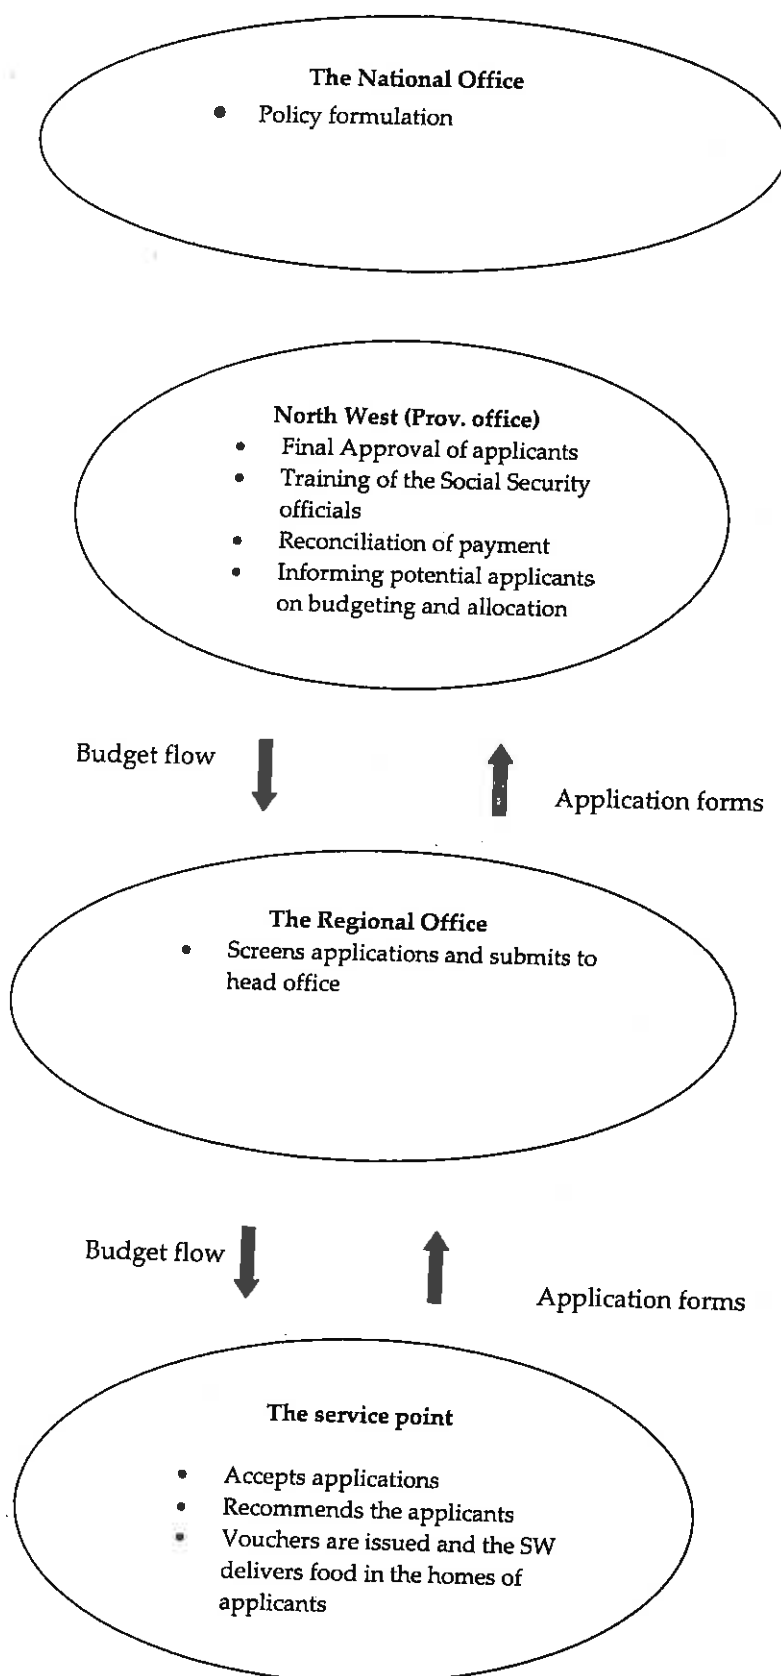 The National Office
• Policy formulation
North West (Prov. office)
• Final Approval of applicants
• Training of the Social Security
officials
• Reconciliation of payment
• Informing potential applicants
on budgeting and allocation
Budget flow
Application forms
The Regional Office
• Screens applications and submits to
head office
Budget flow
Application forms
The service point
• Accepts applications
• Recommends the applicants
• Vouchers are issued and the SW
delivers food in the homes of
applicants